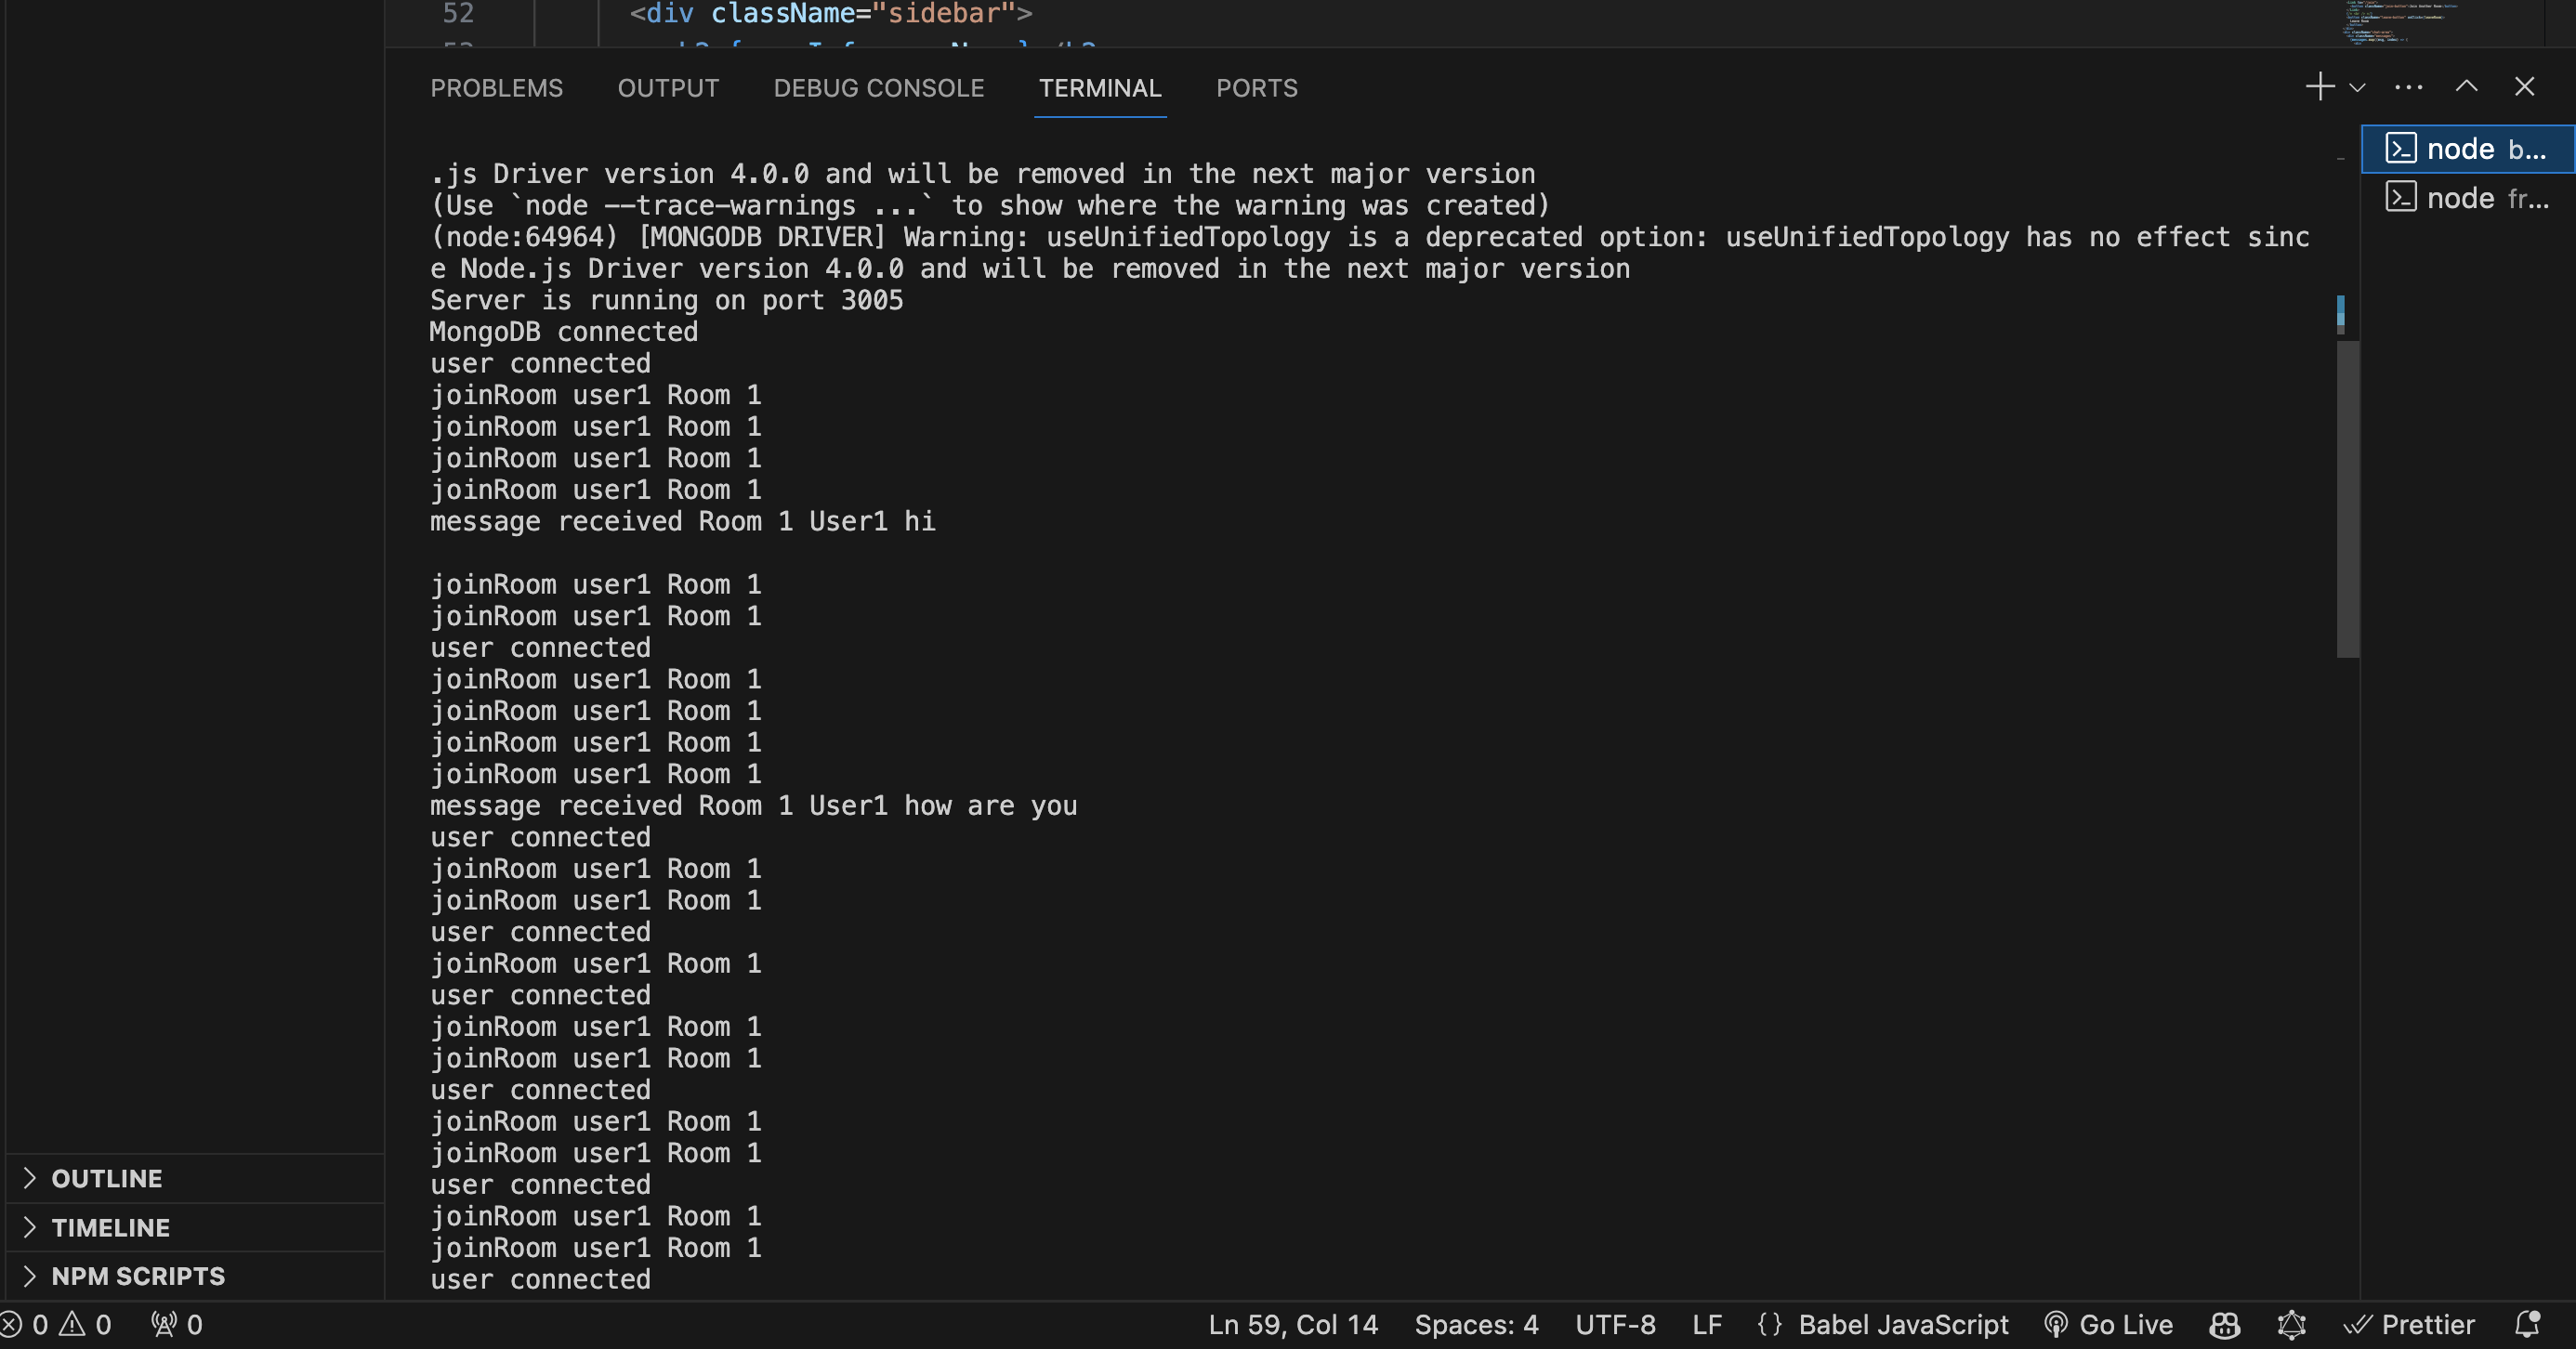 52 <div className="sidebar">
PROBLEMS OUTPUT DEBUG CONSOLE TERMINAL PORTS
.js Driver version 4.0.0 and will be removed in the next major version
(Use `node --trace-warnings ...` to show where the warning was created)
(node:64964) [MONGODB DRIVER] Warning: useUnifiedTopology is a deprecated option: useUnifiedTopology has no effect sinc
e Node.js Driver version 4.0.0 and will be removed in the next major version
Server is running on port 3005
MongoDB connected
user connected
joinRoom user1 Room 1
joinRoom user1 Room 1
joinRoom user1 Room 1
joinRoom user1 Room 1
message received Room 1 User1 hi
joinRoom user1 Room 1
joinRoom user1 Room 1
user connected
joinRoom user1 Room 1
joinRoom user1 Room 1
joinRoom user1 Room 1
joinRoom user1 Room 1
message received Room 1 User1 how are you
user connected
joinRoom user1 Room 1
joinRoom user1 Room 1
user connected
joinRoom user1 Room 1
user connected
joinRoom user1 Room 1
joinRoom user1 Room 1
user connected
joinRoom user1 Room 1
joinRoom user1 Room 1
user connected
joinRoom user1 Room 1
joinRoom user1 Room 1
user connected
node b...
node fr...
OUTLINE
TIMELINE
NPM SCRIPTS
0 0 0 Ln 59, Col 14 Spaces: 4 UTF-8 LF {} Babel JavaScript Go Live Prettier